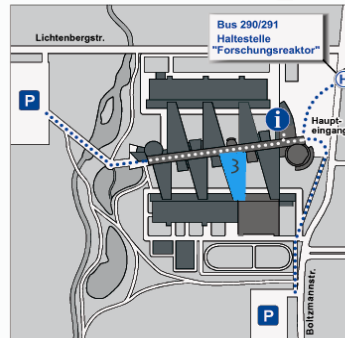 Bus 290/291
Haltestelle
"Forschungsreaktor"
Lichtenbergstr.
H
P
i
Haupt-
eingang
3
P
Boltzmannstr.